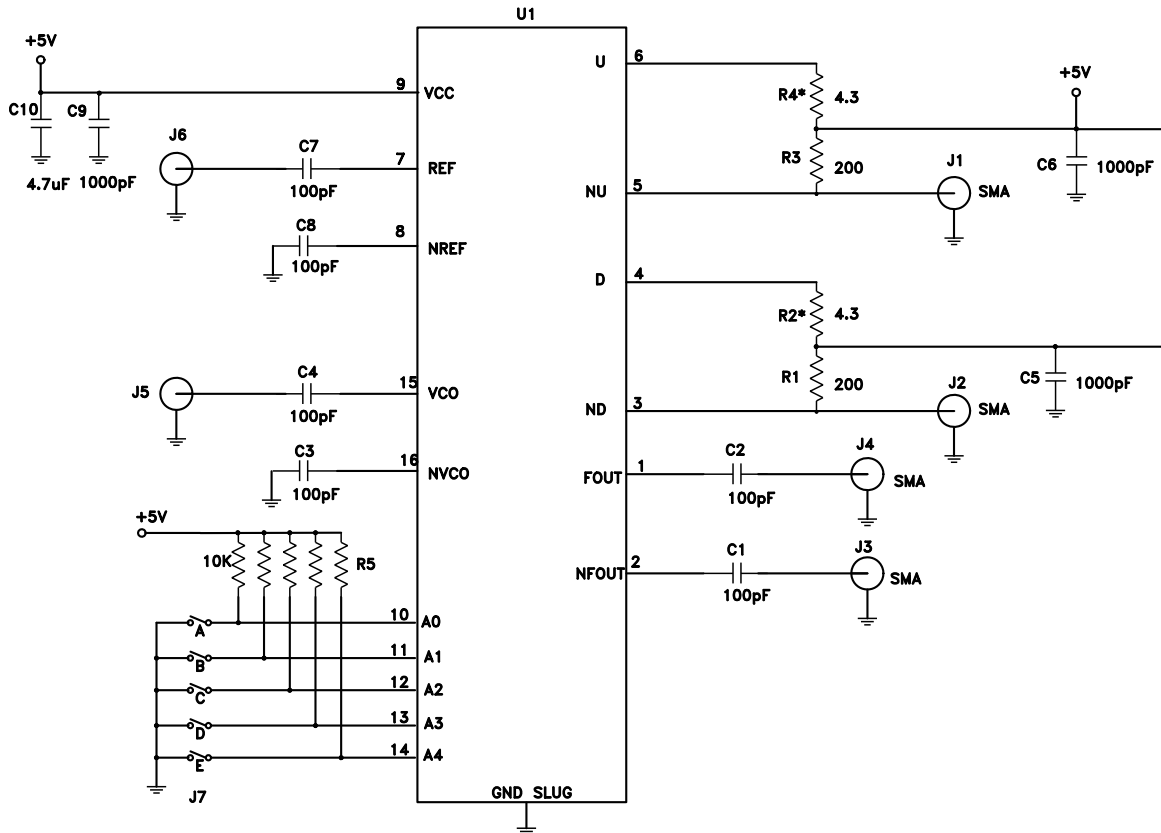 U1
+5V
C10
C9
4.7uF
1000pF
9
VCC
J6
C7
100pF
7
REF
C8
100pF
8
NREF
J5
C4
100pF
15
VCO
C3
100pF
16
NVCO
+5V
10K
R5
A
10
A0
B
11
A1
C
12
A2
D
13
A3
E
14
A4
J7
GND SLUG
U
6
R4*
4.3
+5V
R3
200
C6
1000pF
NU
5
J1
SMA
D
4
R2*
4.3
R1
200
C5
1000pF
ND
3
J2
SMA
FOUT
1
C2
100pF
J4
SMA
NFOUT
2
C1
100pF
J3
SMA